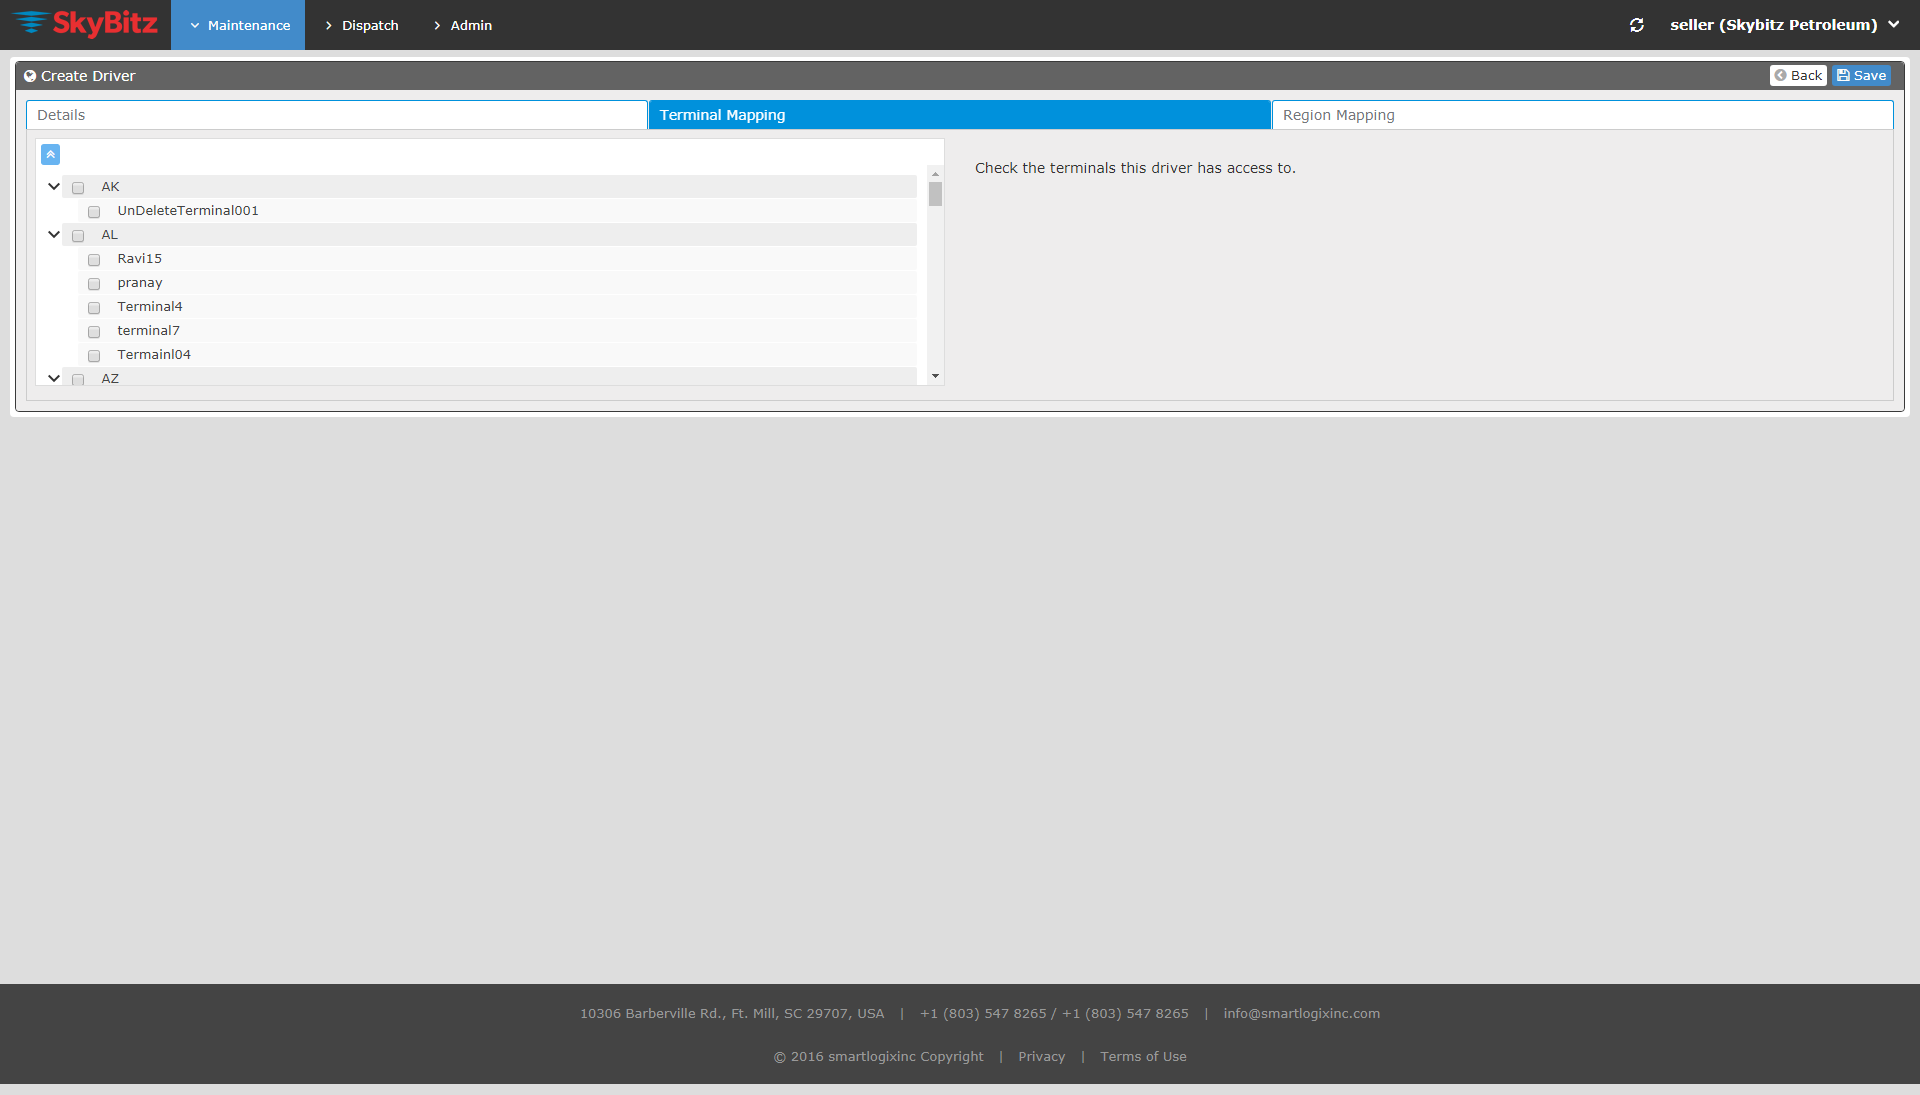 SkyBitz Maintenance Dispatch Admin seller (Skybitz Petroleum)
Create Driver Back Save
Details Terminal Mapping Region Mapping
Check the terminals this driver has access to.
AK
UnDeleteTerminal001
AL
Ravi15
pranay
Terminal4
terminal7
Termainl04
AZ
10306 Barberville Rd., Ft. Mill, SC 29707, USA | +1 (803) 547 8265 / +1 (803) 547 8265 | info@smartlogixinc.com
© 2016 smartlogixinc Copyright | Privacy | Terms of Use